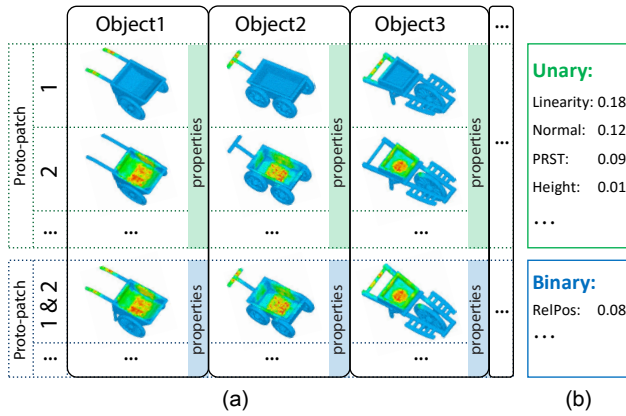 Object1 Object2 Object3 ...
Proto-patch 1 properties properties properties
2
... ... ... ... ...
Proto-patch 1 & 2 properties properties properties ...
... ... ... ...
(a)
Unary:
Linearity: 0.18
Normal: 0.12
PRST: 0.09
Height: 0.01
...
Binary:
RelPos: 0.08
...
(b)